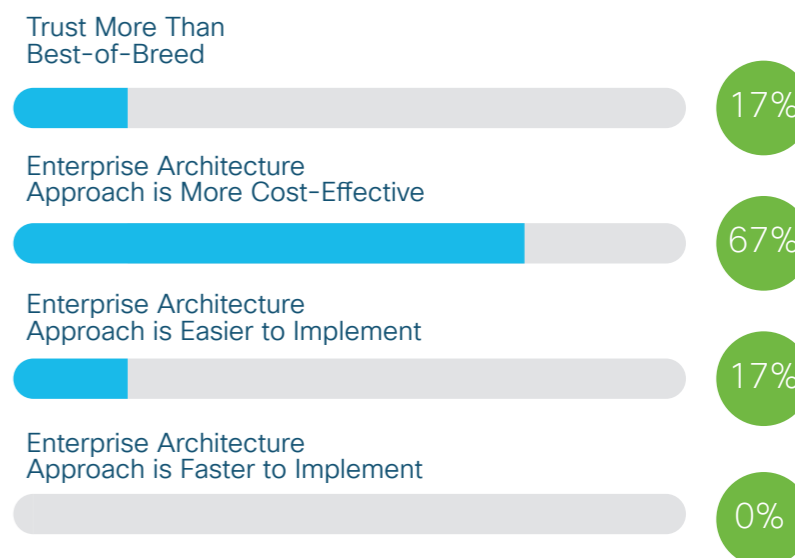 Trust More Than
Best-of-Breed
17%
Enterprise Architecture
Approach is More Cost-Effective
67%
Enterprise Architecture
Approach is Easier to Implement
17%
Enterprise Architecture
Approach is Faster to Implement
0%